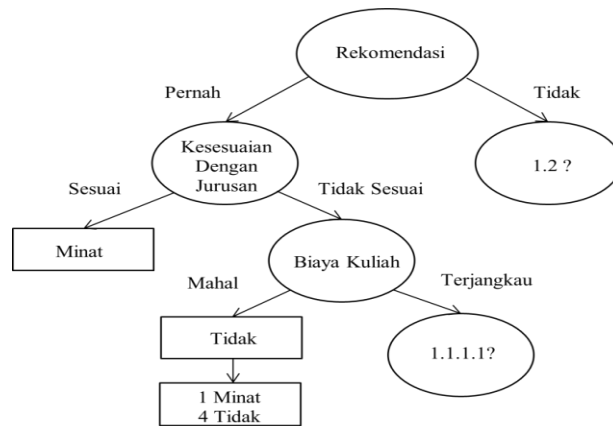 Rekomendasi
Pernah
Tidak
Kesesuaian
Dengan
Jurusan
1.2 ?
Sesuai
Tidak Sesuai
Minat
Biaya Kuliah
Mahal
Terjangkau
Tidak
1.1.1.1?
1 Minat
4 Tidak